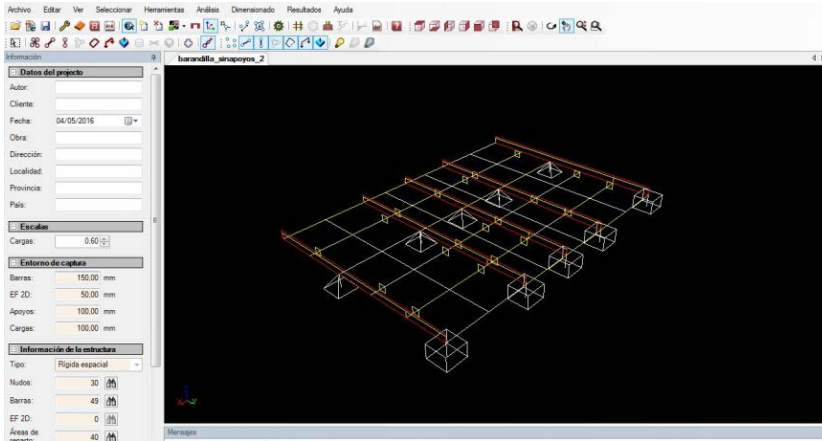 Archivo Editar Ver Seleccionar Herramientas Análisis Dimensionado Resultados Ayuda
Información
barandilla_sinapoyos_2
Datos del projecto
Autor:
Cliente:
Fecha: 04/05/2016
Obra:
Dirección:
Localidad:
Provincia:
País:
Escalas
Cargas: 0.60
Entorno de captura
Barras: 150,00 mm
EF 2D: 50,00 mm
Apoyos: 100,00 mm
Cargas: 100,00 mm
Información de la estructura
Tipo: Rígida espacial
Nudos: 30
Barras: 49
EF 2D: 0
Áreas de
reparto: 40
Mensajes